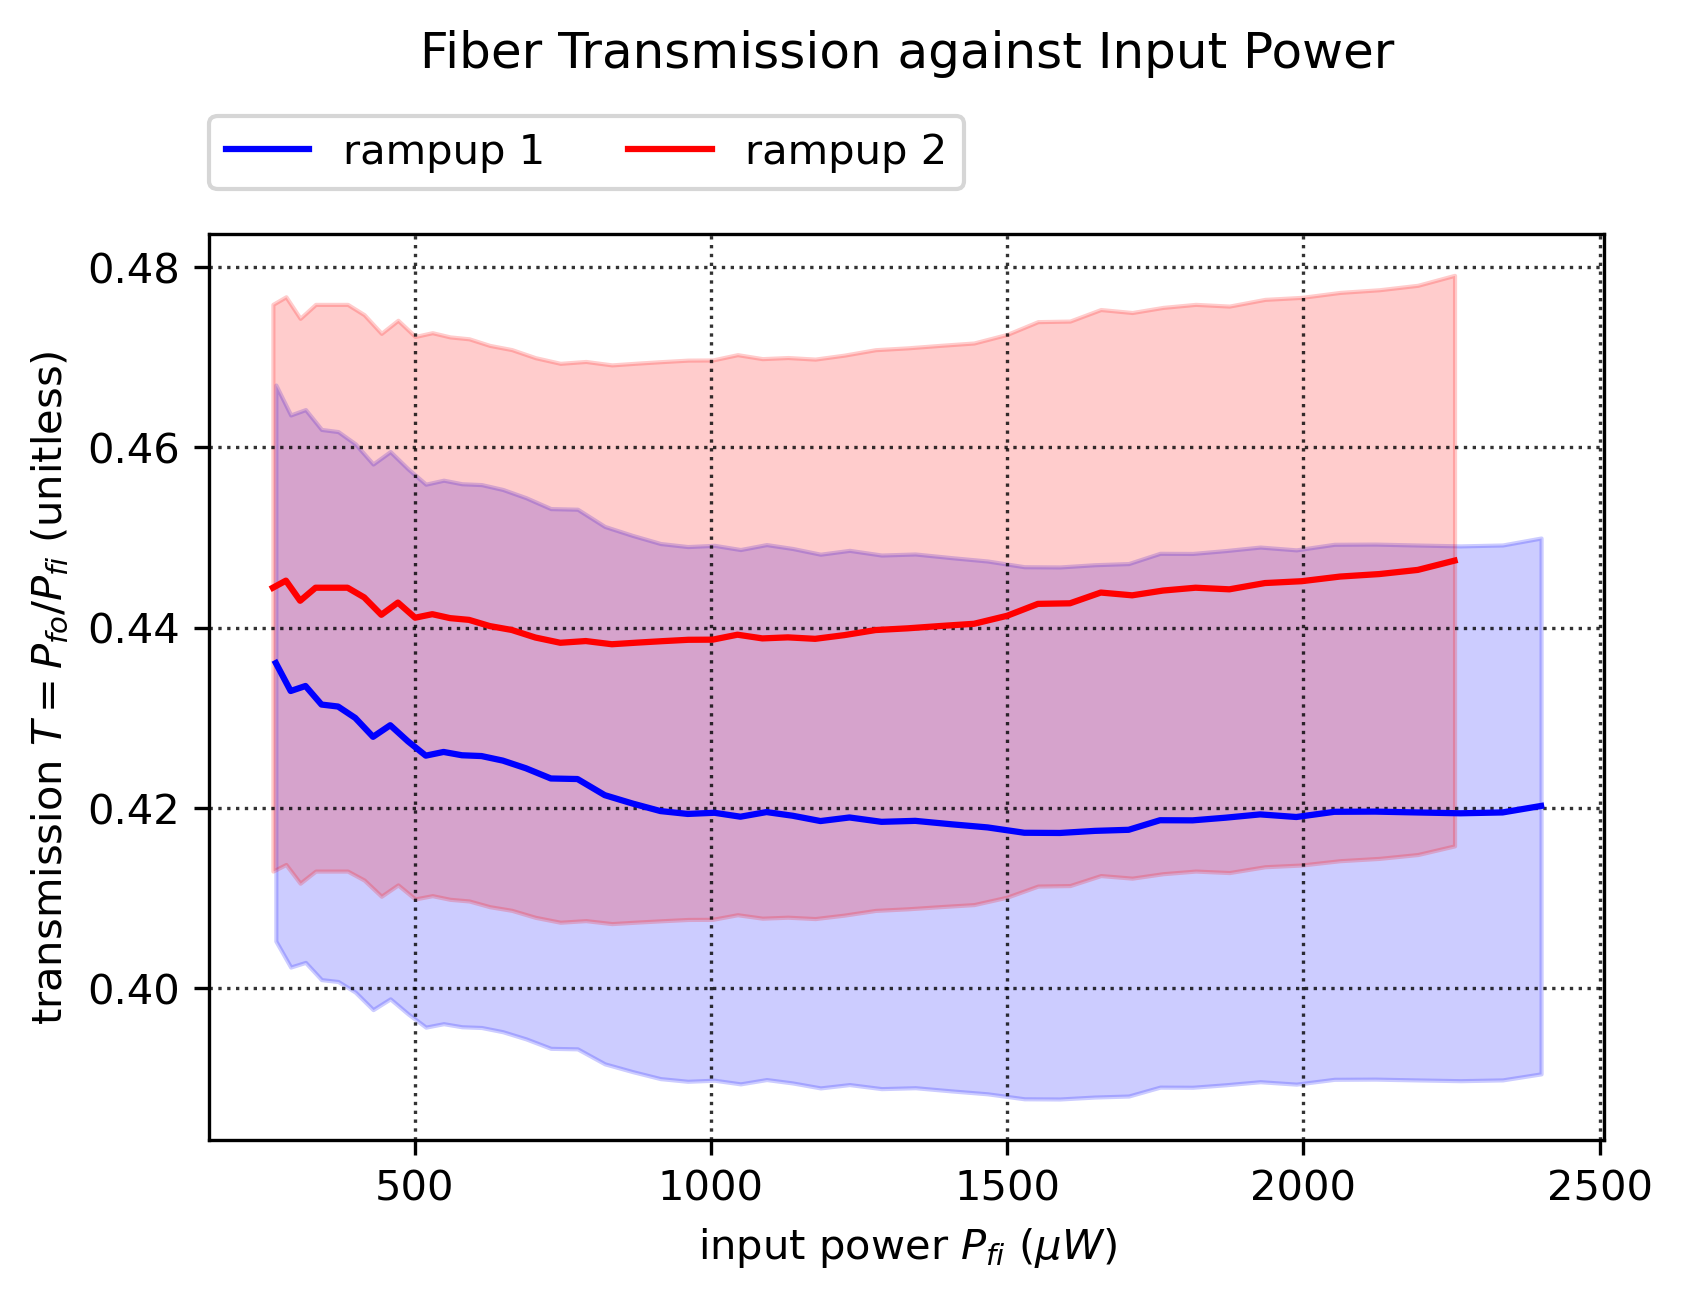 Fiber Transmission against Input Power
rampup 1 rampup 2
0.48
0.46
0.44
0.42
0.40
transmission T = P_fo/P_fi (unitless)
500 1000 1500 2000 2500
input power P_fi (μW)